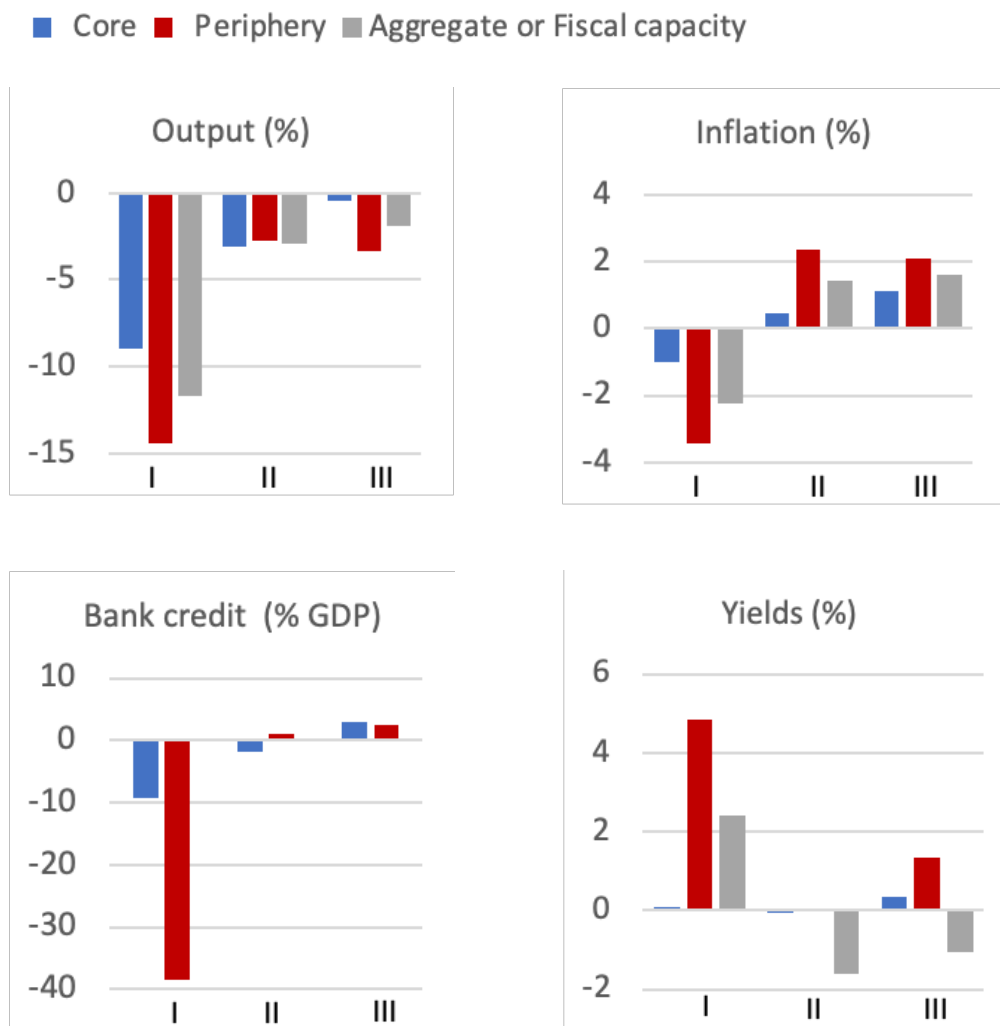 Core Periphery Aggregate or Fiscal capacity
Output (%)
0
-5
-10
-15
I II III
Inflation (%)
4
2
0
-2
-4
I II III
Bank credit (% GDP)
10
0
-10
-20
-30
-40
I II III
Yields (%)
6
4
2
0
-2
I II III